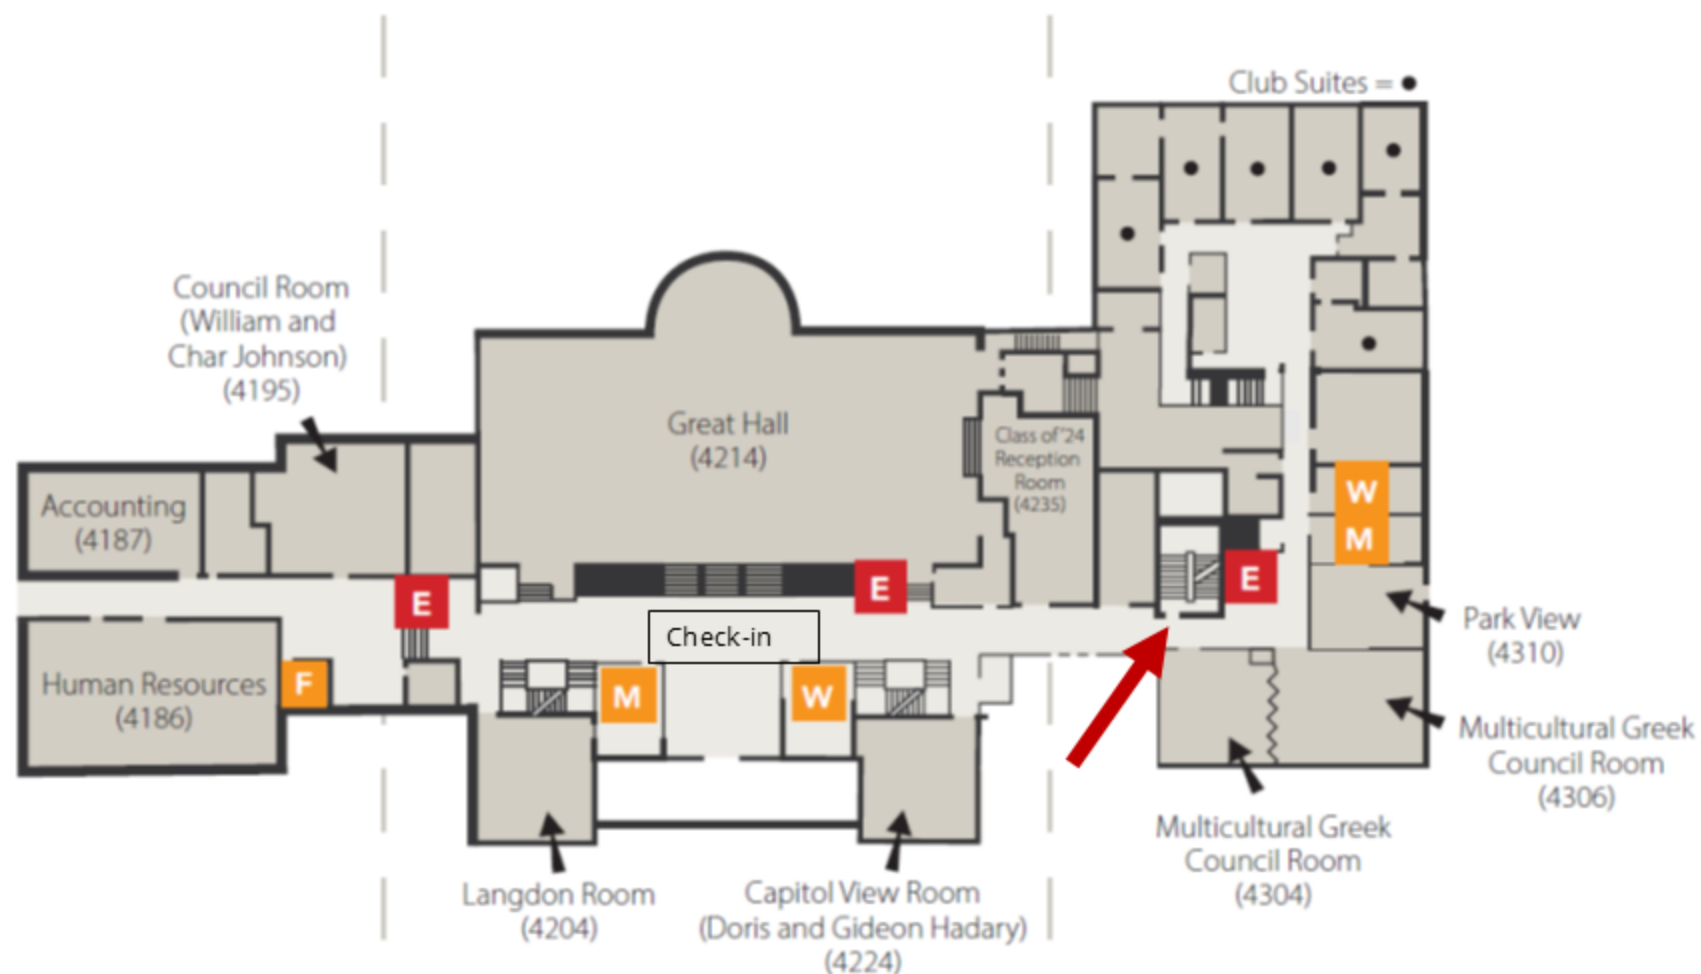 Club Suites = •
Council Room
(William and
Char Johnson)
(4195)
Great Hall
(4214)
Class of '24
Reception
Room
(4235)
Accounting
(4187)
W
M
E
E
E
Check-in
Park View
(4310)
Human Resources
(4186)
F
M
W
Multicultural Greek
Council Room
(4306)
Multicultural Greek
Council Room
(4304)
Langdon Room
(4204)
Capitol View Room
(Doris and Gideon Hadary)
(4224)